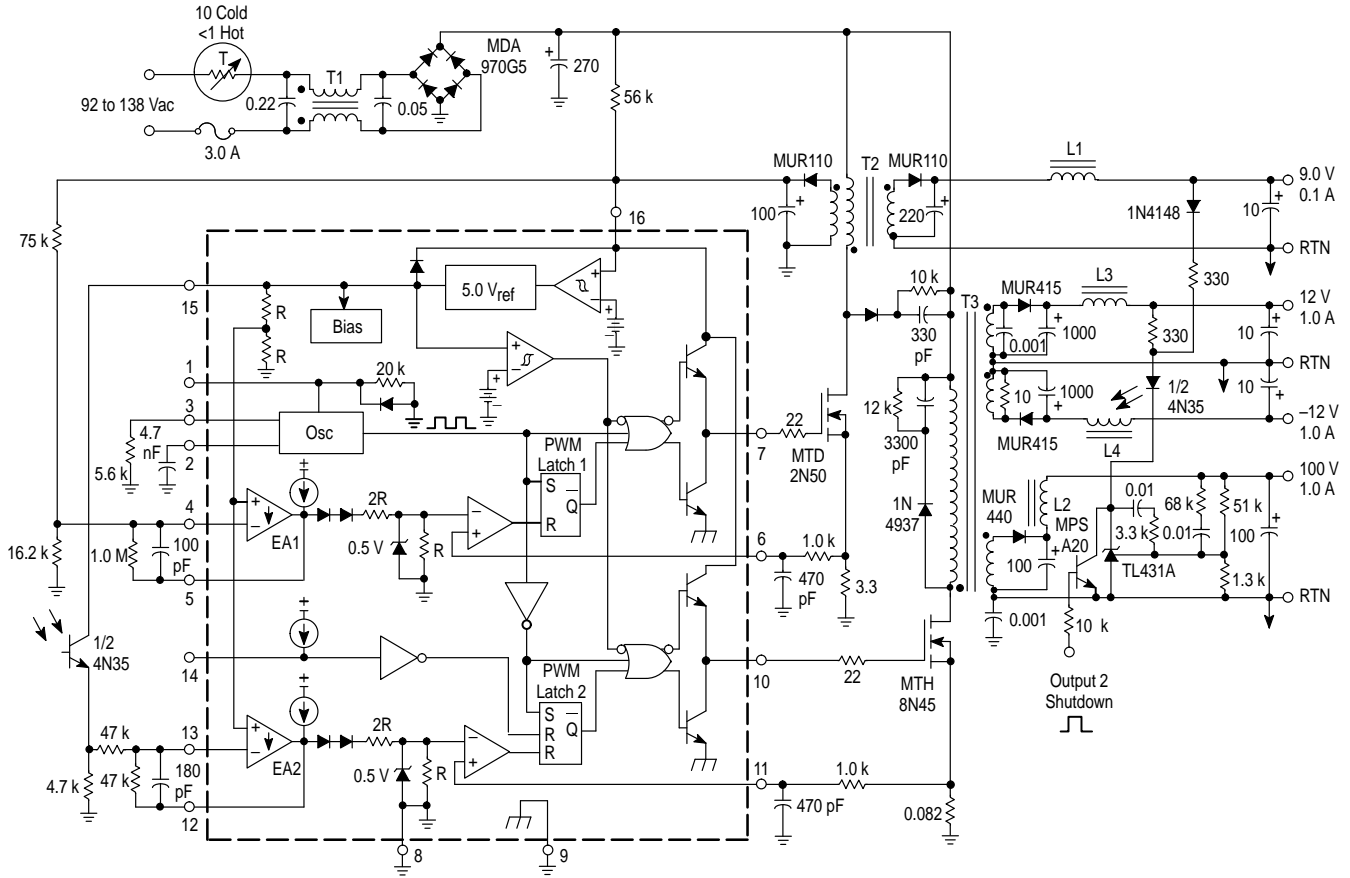 10 Cold
<1 Hot
T
92 to 138 Vac
3.0 A
0.22
T1
0.05
MDA
970G5
+
270
56 k
MUR110
T2
MUR110
L1
9.0 V
0.1 A
100
+
220
+
1N4148
10
+
RTN
16
75 k
15
R
R
Bias
5.0 Vref
+
–
+
–
10 k
330
pF
T3
MUR415
L3
330
12 V
1.0 A
0.001
+
1000
330
10
+
RTN
1
20 k
3
Osc
4.7
nF
2
5.6 k
PWM
Latch 1
S
Q
R
7
22
MTD
2N50
12 k
3300
pF
10
+
1000
MUR415
1/2
4N35
+
10
–12 V
1.0 A
L4
4
+
–
EA1
2R
0.5 V
R
–
+
16.2 k
1.0 M
100
pF
5
6
1.0 k
470
pF
3.3
1N
4937
MUR
440
L2
100 V
1.0 A
MPS
A20
0.01
3.3 k
68 k
0.01
51 k
+
100
TL431A
1.3 k
100
+
RTN
0.001
10 k
Output 2
Shutdown
1/2
4N35
14
PWM
Latch 2
S
R
R
Q
10
22
MTH
8N45
47 k
13
+
–
EA2
2R
0.5 V
R
–
+
4.7 k
47 k
180
pF
12
11
1.0 k
470 pF
0.082
8
9